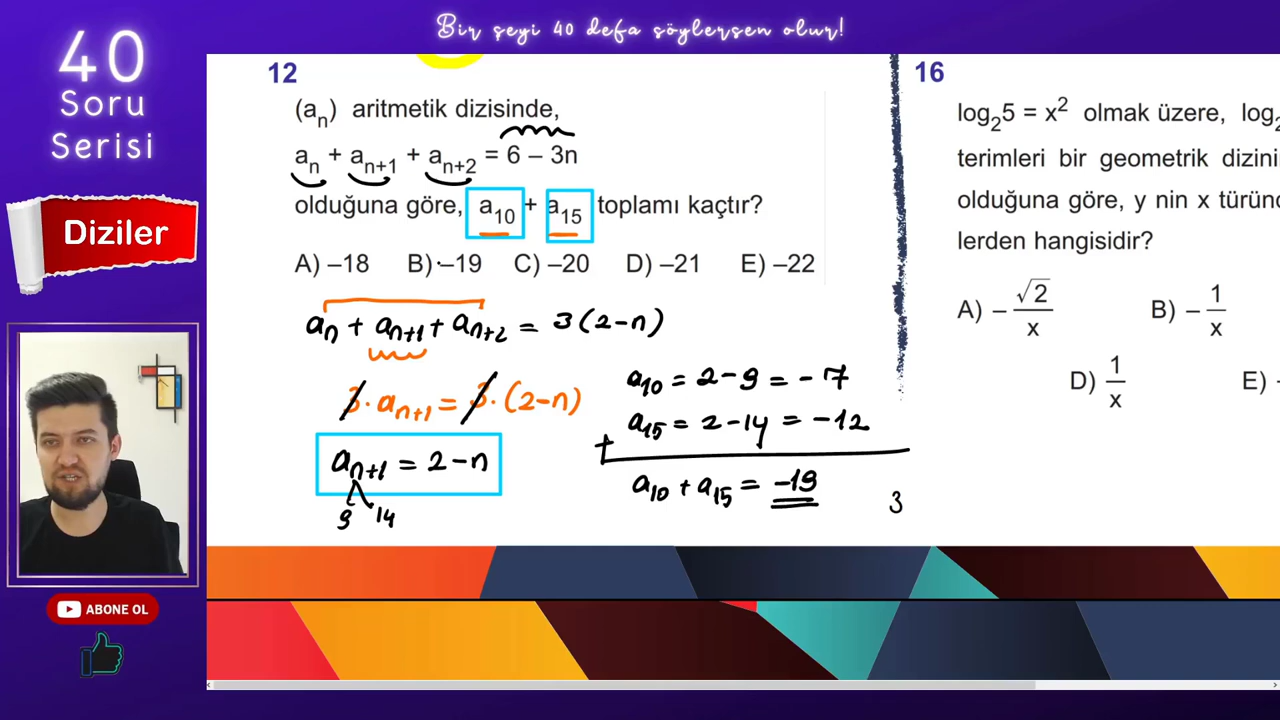 Bir şeyi 40 defa söylersen olur!
40
Soru
Serisi
Diziler
ABONE OL
12
(aₙ) aritmetik dizisinde,
aₙ + aₙ₊₁ + aₙ₊₂ = 6 – 3n
olduğuna göre, a₁₀ + a₁₅ toplamı kaçtır?
A) –18 B) –19 C) –20 D) –21 E) –22
aₙ + aₙ₊₁ + aₙ₊₂ = 3(2-n)
3· aₙ₊₁ = 3· (2-n)
aₙ₊₁ = 2-n
9 14
a₁₀ = 2-9 = -7
a₁₅ = 2-14 = -12
+
a₁₀ + a₁₅ = -19
3
16
log₂5 = x² olmak üzere, log₂
terimleri bir geometrik dizini
olduğuna göre, y nin x türünd
lerden hangisidir?
A) – √2/x B) – 1/x
D) 1/x E) –